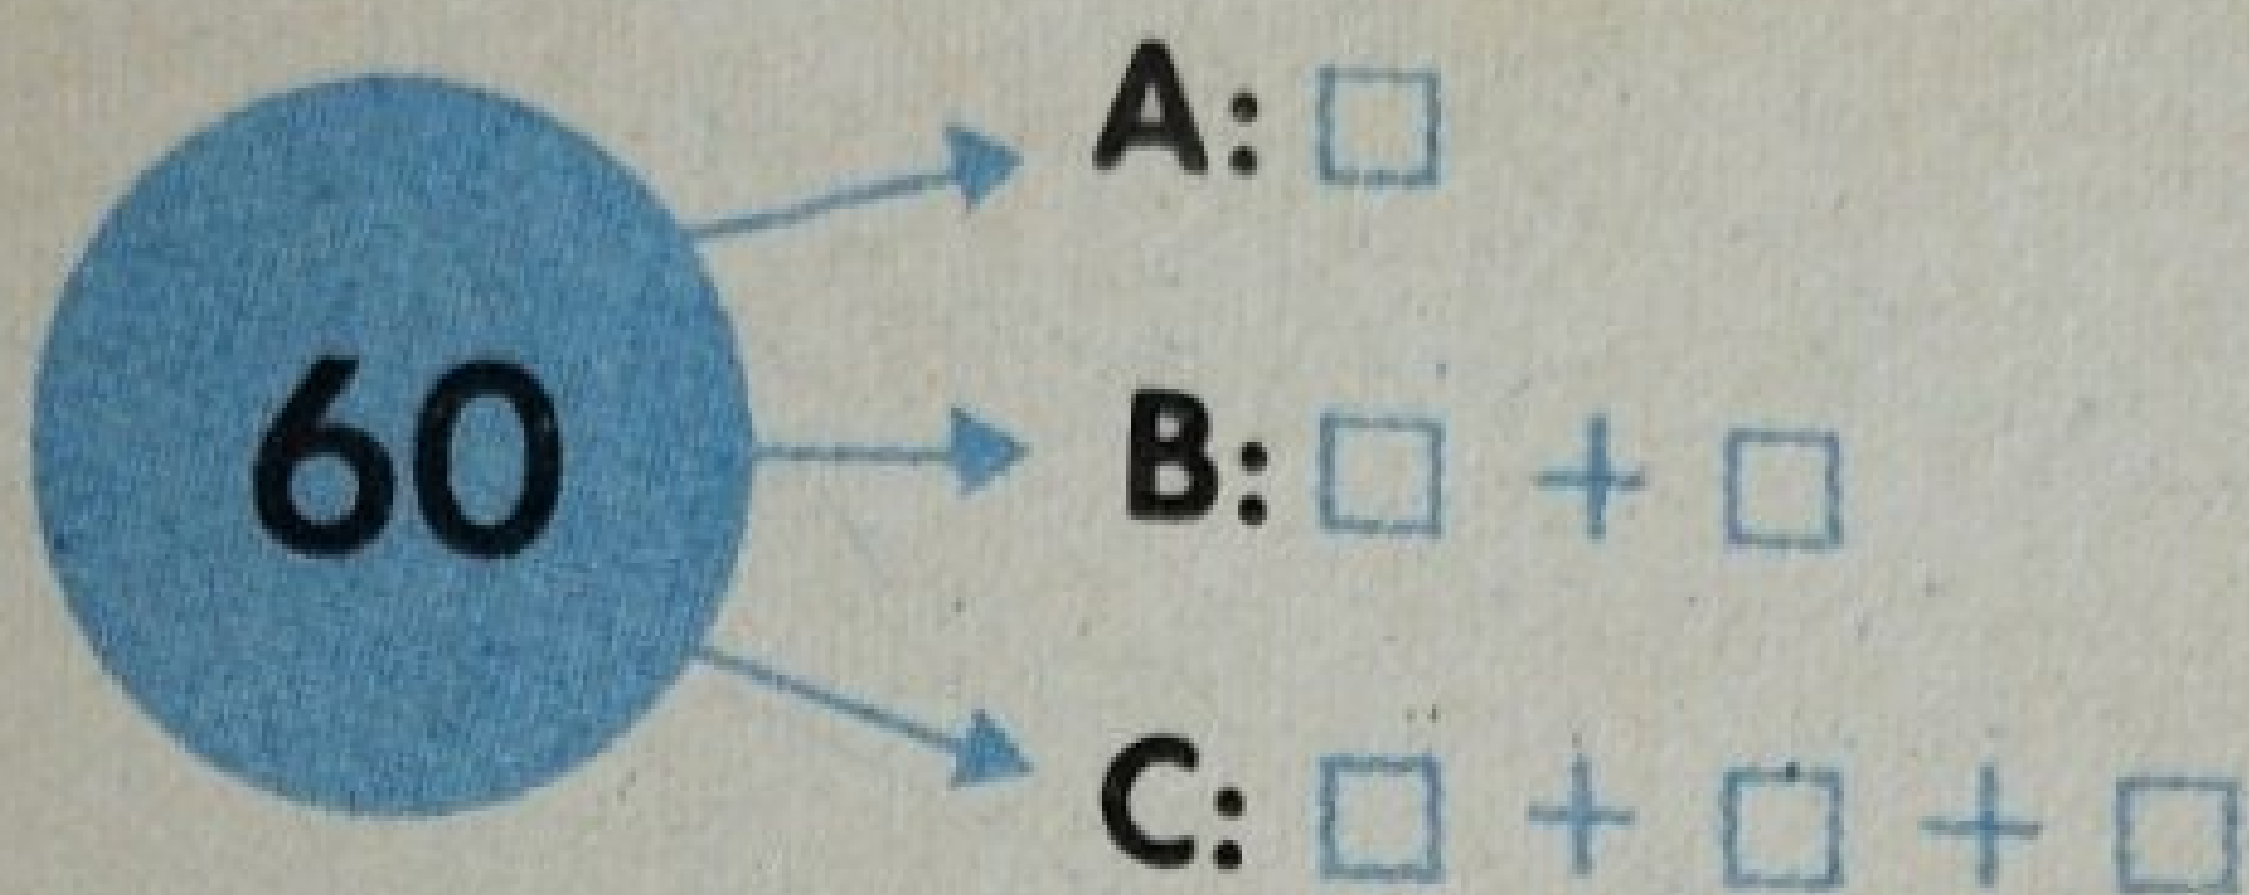 60
A: □
B: □ + □
C: □ + □ + □